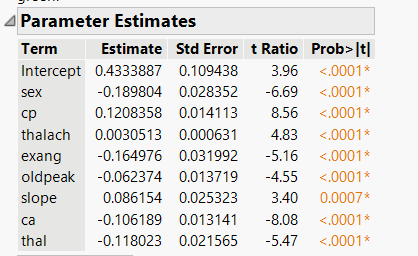 Parameter Estimates
Term Estimate Std Error t Ratio Prob>|t|
Intercept 0.4333887 0.109438 3.96 <.0001*
sex -0.189804 0.028352 -6.69 <.0001*
cp 0.1208358 0.014113 8.56 <.0001*
thalach 0.0030513 0.000631 4.83 <.0001*
exang -0.164976 0.031992 -5.16 <.0001*
oldpeak -0.062374 0.013719 -4.55 <.0001*
slope 0.086154 0.025323 3.40 0.0007*
ca -0.106189 0.013141 -8.08 <.0001*
thal -0.118023 0.021565 -5.47 <.0001*